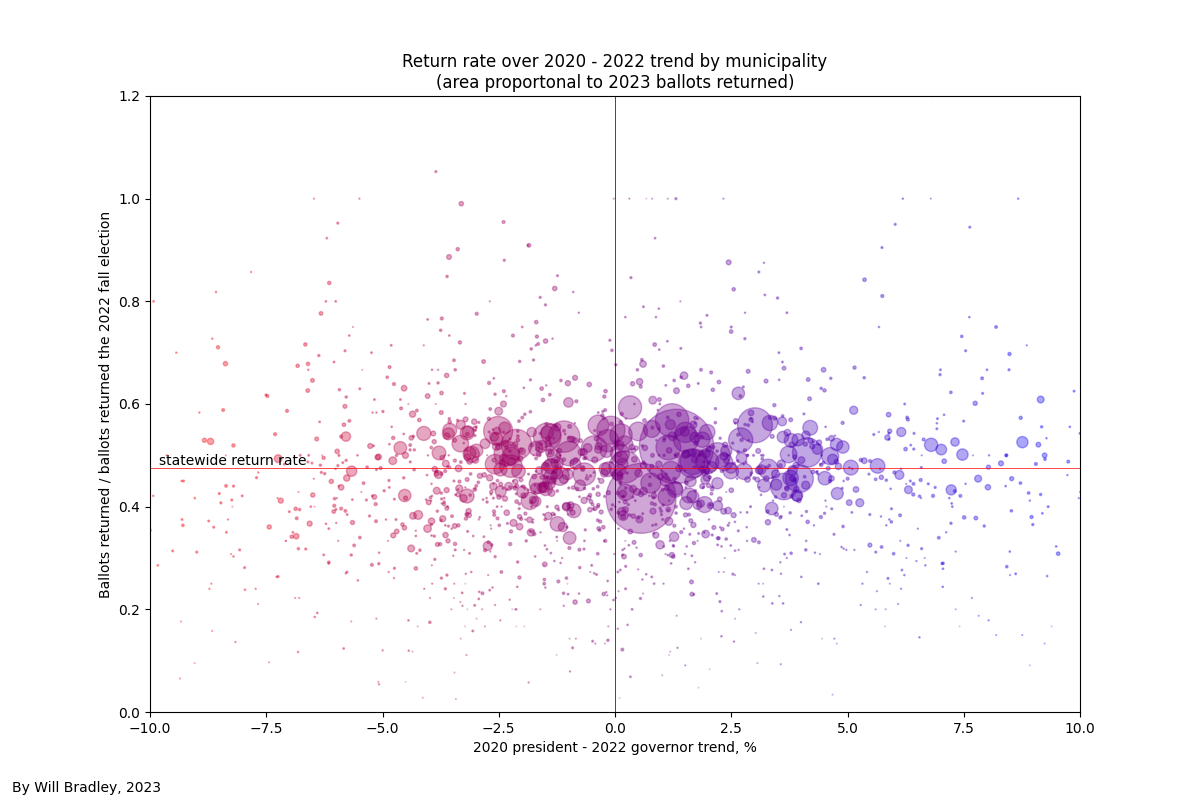 Return rate over 2020 - 2022 trend by municipality
(area proportonal to 2023 ballots returned)
1.2
1.0
0.8
0.6
0.4
0.2
0.0
Ballots returned / ballots returned the 2022 fall election
statewide return rate
−10.0 −7.5 −5.0 −2.5 0.0 2.5 5.0 7.5 10.0
2020 president - 2022 governor trend, %
By Will Bradley, 2023